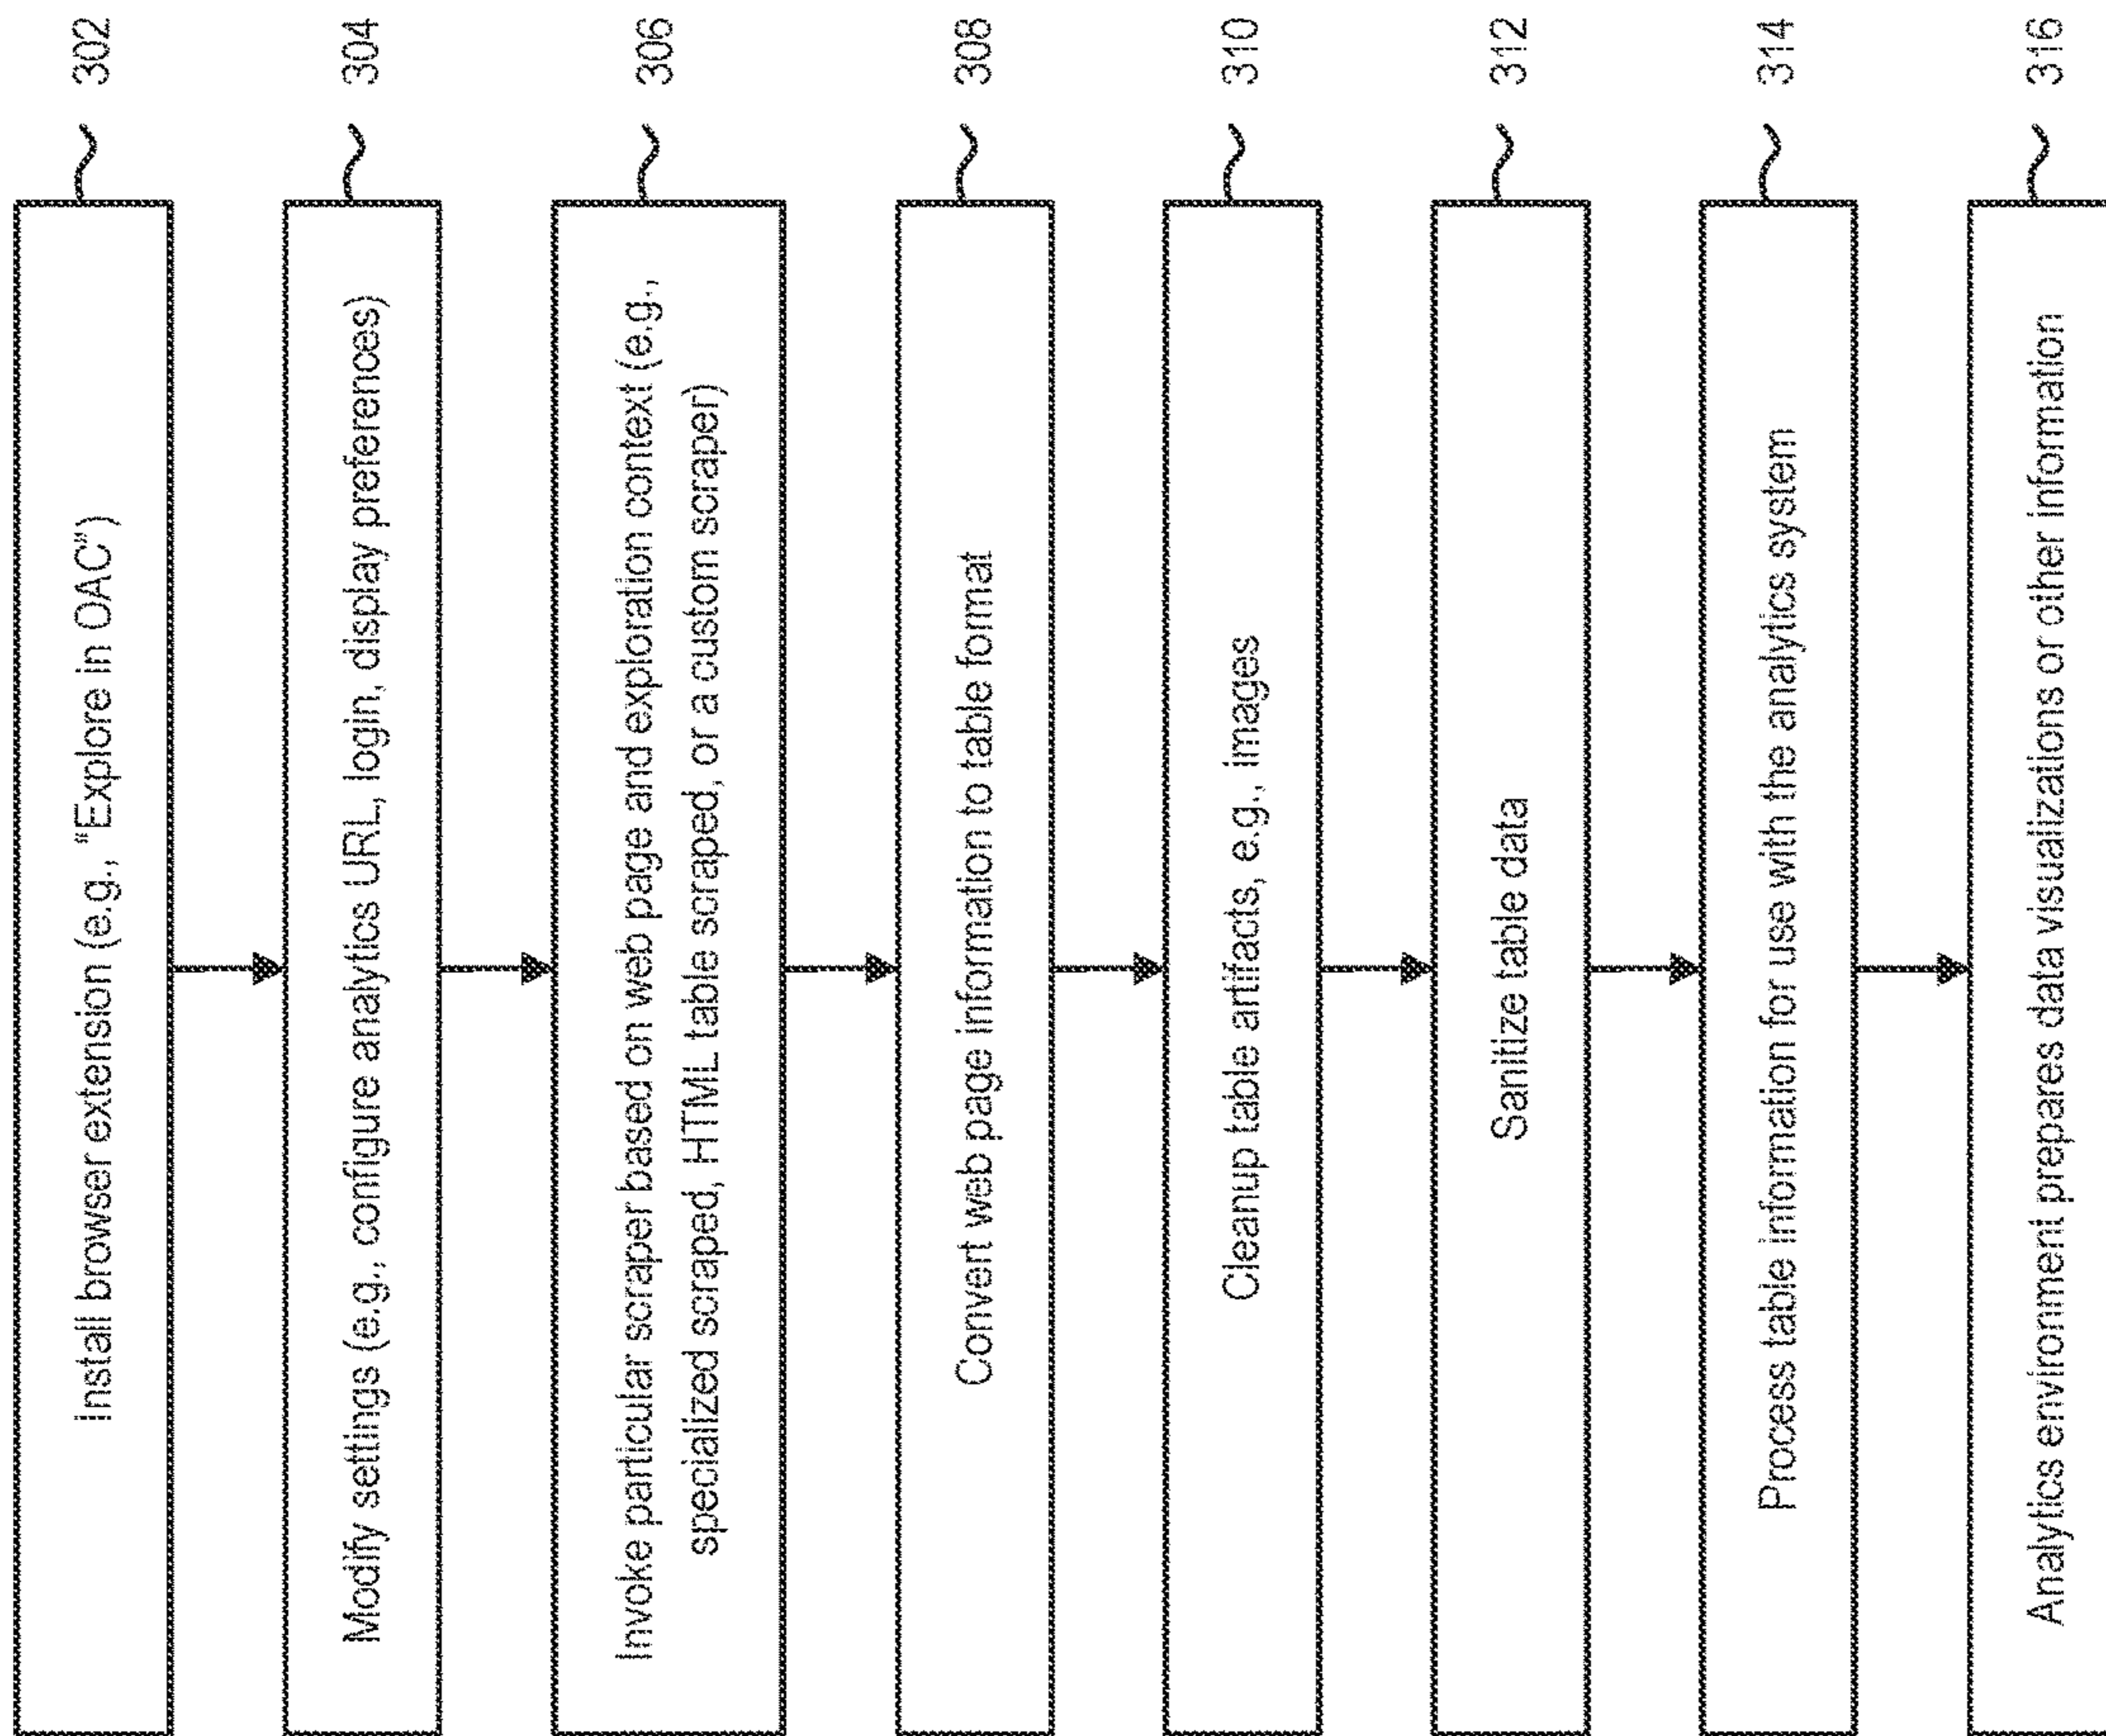 Install browser extension (e.g., "Explore in OAC")
302
Modify settings (e.g., configure analytics URL, login, display preferences)
304
Invoke particular scraper based on web page and exploration context (e.g.,
specialized scraped, HTML table scraped, or a custom scraper)
306
Convert web page information to table format
308
Cleanup table artifacts, e.g., images
310
Sanitize table data
312
Process table information for use with the analytics system
314
Analytics environment prepares data visualizations or other information
316